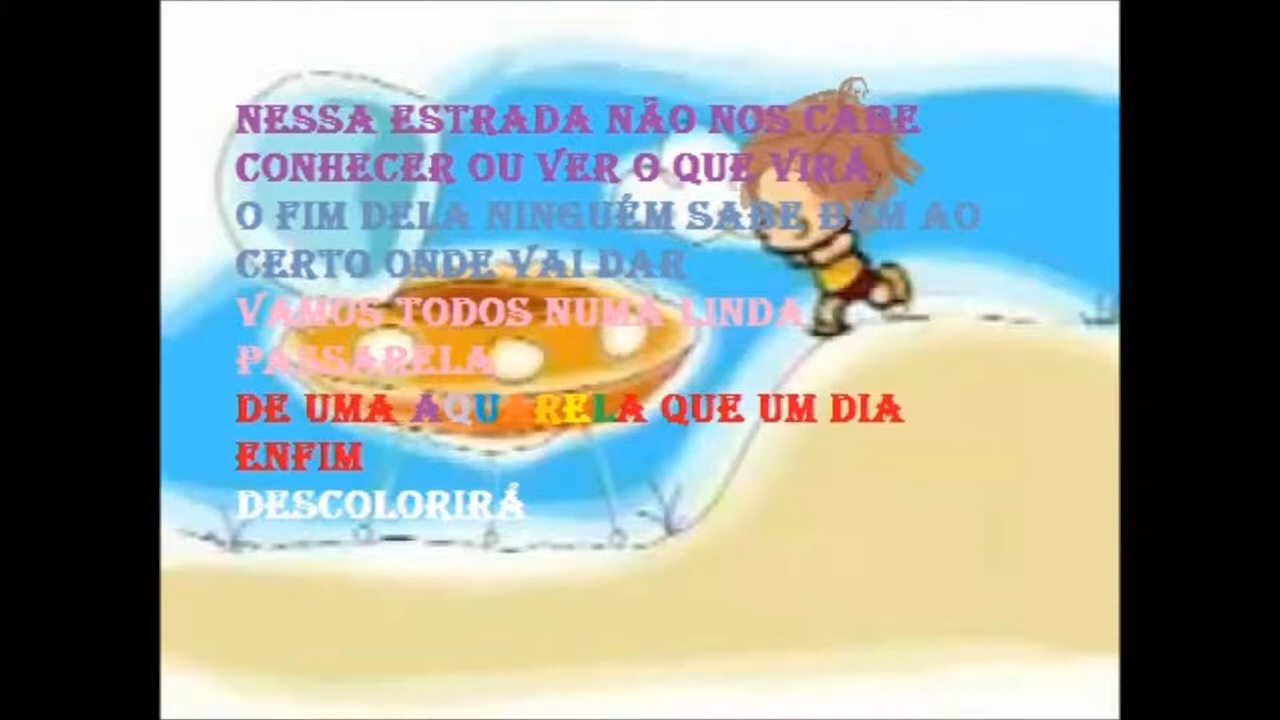 NESSA ESTRADA NÃO NOS CABE
CONHECER OU VER O QUE VIRÁ
O FIM DELA NINGUÉM SABE BEM AO
CERTO ONDE VAI DAR
VAMOS TODOS NUMA LINDA
PASSARELA
DE UMA AQUARELA QUE UM DIA
ENFIM
DESCOLORIRÁ